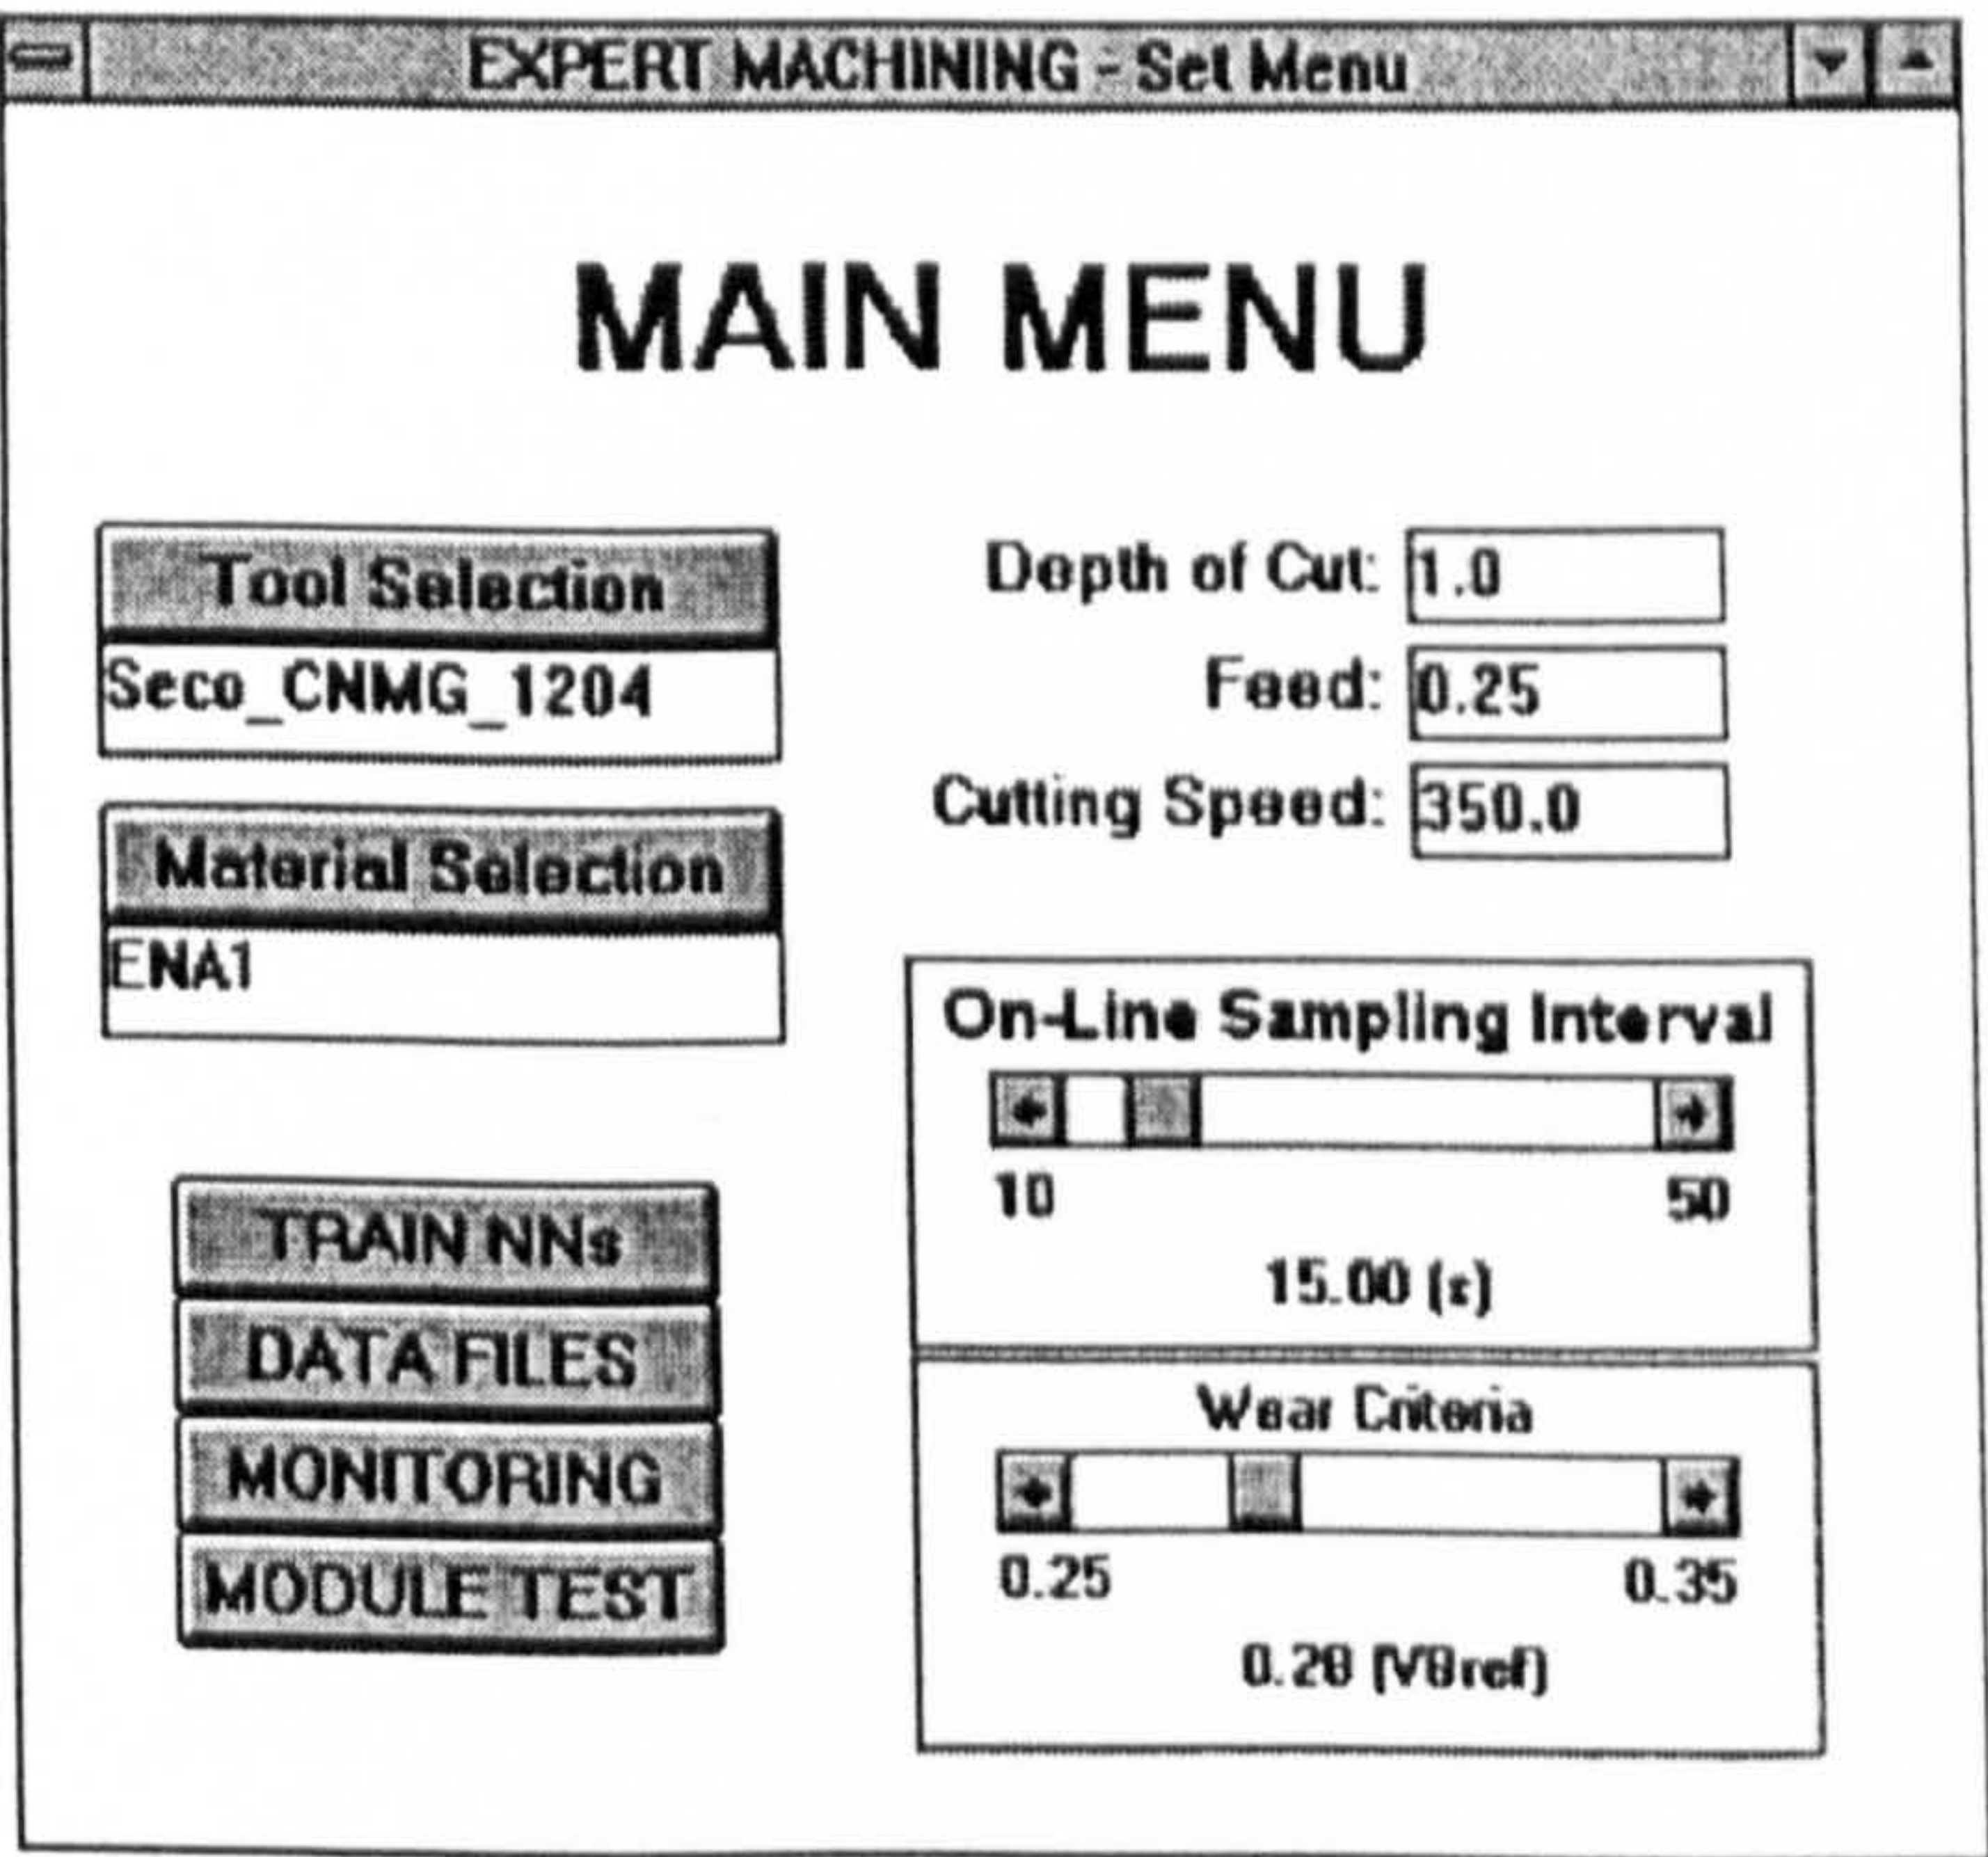 EXPERT MACHINING - Set Menu
MAIN MENU
Tool Selection
Seco_CNMG_1204
Material Selection
ENA1
Depth of Cut: 1.0
Feed: 0.25
Cutting Speed: 350.0
TRAIN NNs
DATA FILES
MONITORING
MODULE TEST
On-Line Sampling Interval
10 50
15.00 (s)
Wear Criteria
0.25 0.35
0.28 (VBref)